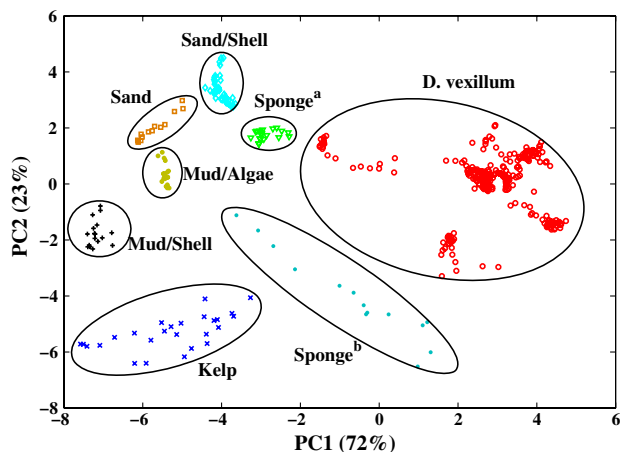 6
4
2
0
−2
−4
−6
−8
PC2 (23%)
Sand/Shell
D. vexillum
Sand
Sponge^a
Mud/Algae
Mud/Shell
Sponge^b
Kelp
−8 −6 −4 −2 0 2 4 6
PC1 (72%)